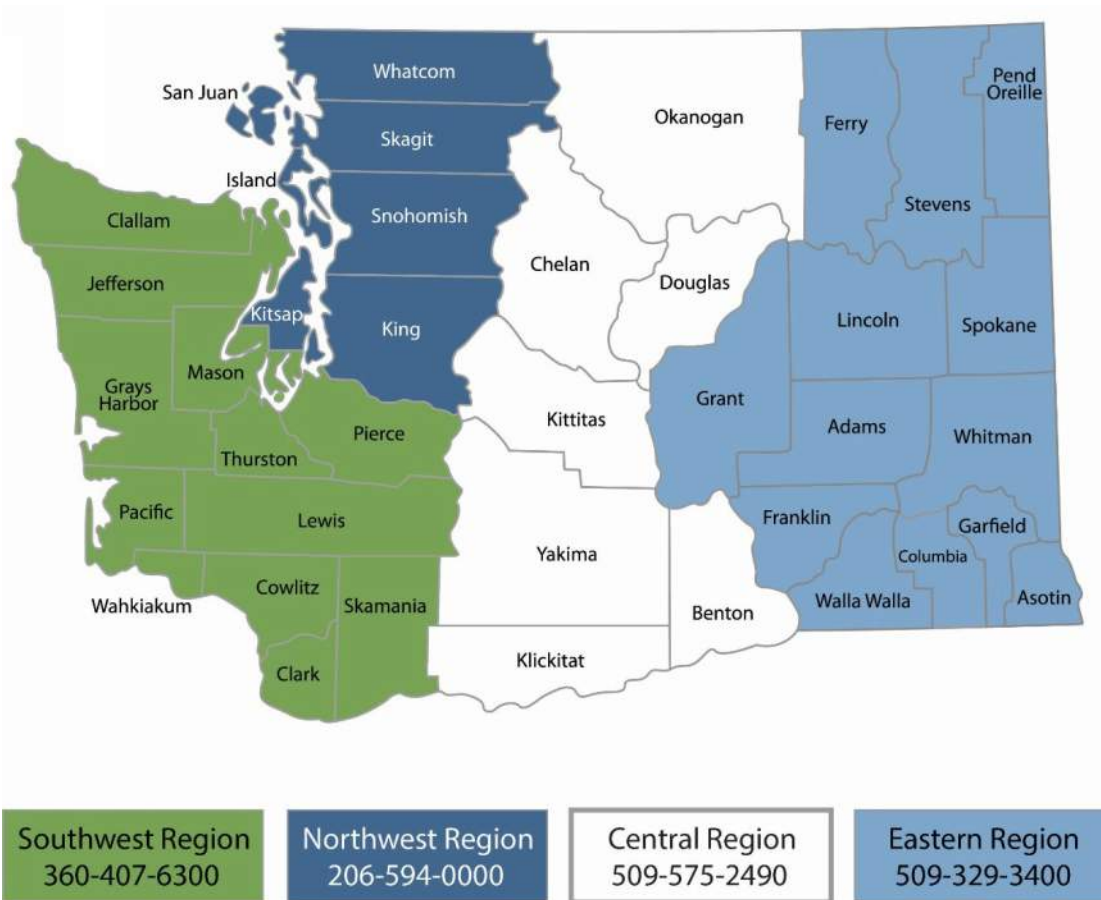 Whatcom
San Juan
Skagit
Island
Snohomish
Clallam
Jefferson
Kitsap
King
Mason
Grays
Harbor
Pierce
Thurston
Pacific
Lewis
Wahkiakum
Cowlitz
Skamania
Clark
Okanogan
Chelan
Douglas
Kittitas
Yakima
Benton
Klickitat
Ferry
Stevens
Pend
Oreille
Lincoln
Spokane
Grant
Adams
Whitman
Franklin
Garfield
Columbia
Walla Walla
Asotin
Southwest Region
360-407-6300
Northwest Region
206-594-0000
Central Region
509-575-2490
Eastern Region
509-329-3400